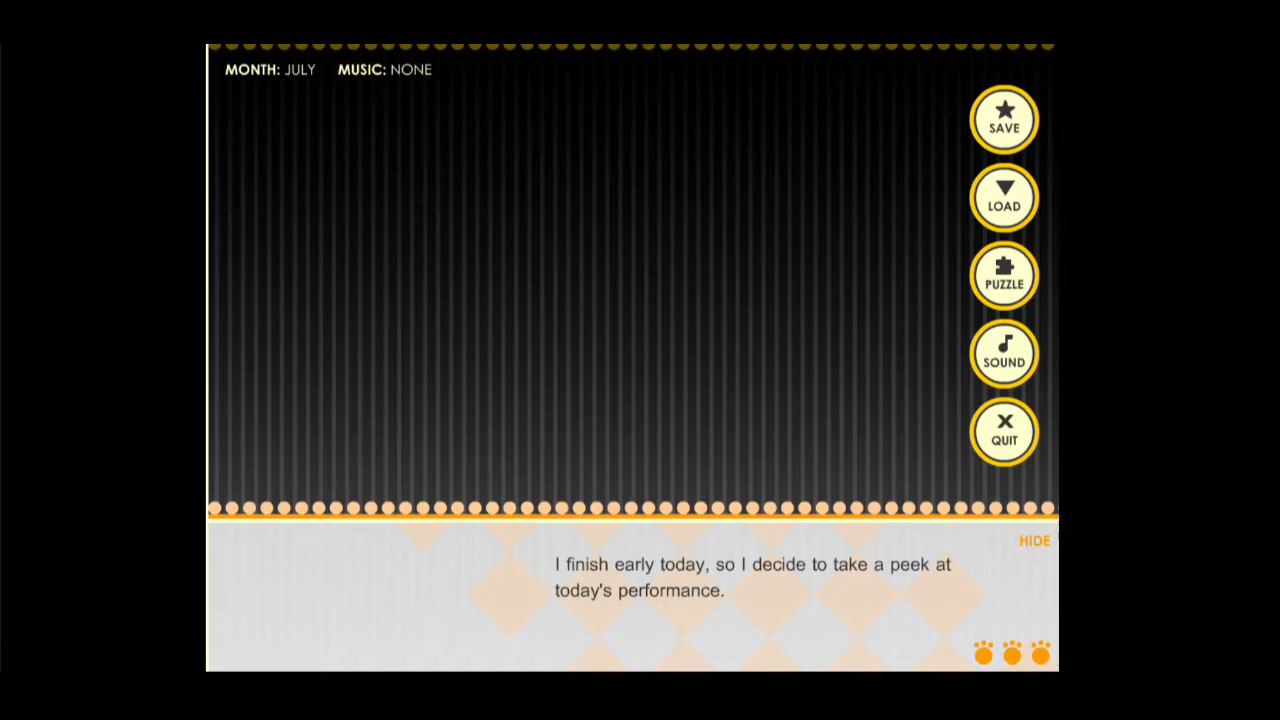 MONTH: JULY MUSIC: NONE
SAVE
LOAD
PUZZLE
SOUND
QUIT
HIDE
I finish early today, so I decide to take a peek at
today's performance.